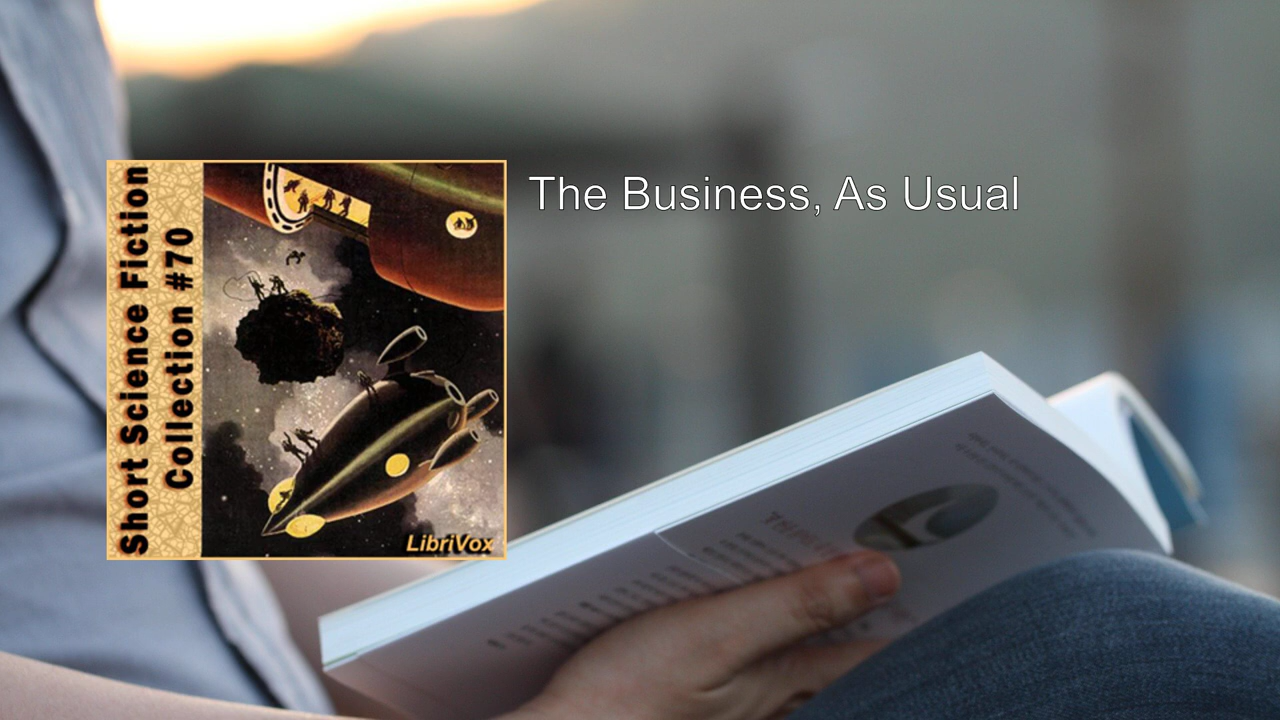 Short Science Fiction
Collection #70
LibriVox
The Business, As Usual